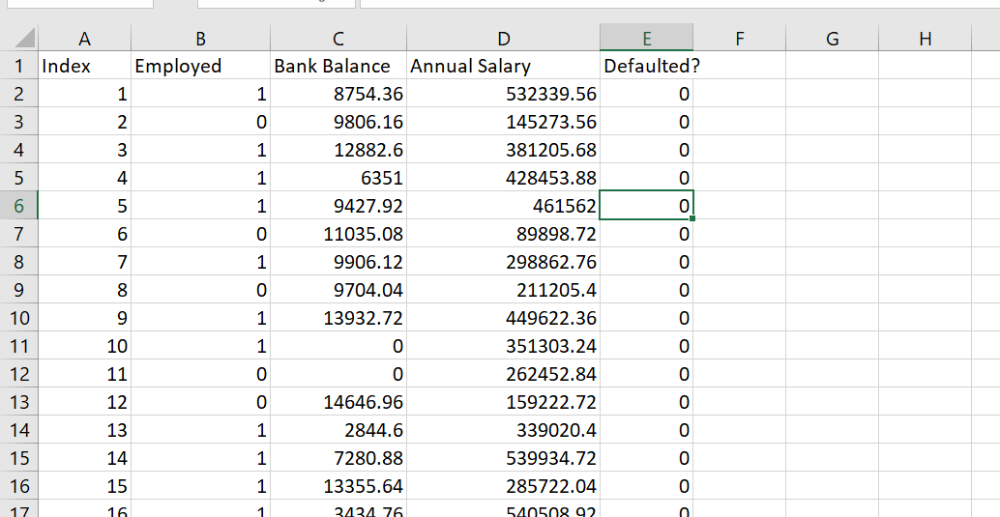 A B C D E F G H
1 Index Employed Bank Balance Annual Salary Defaulted?
2 1 1 8754.36 532339.56 0
3 2 0 9806.16 145273.56 0
4 3 1 12882.6 381205.68 0
5 4 1 6351 428453.88 0
6 5 1 9427.92 461562 0
7 6 0 11035.08 89898.72 0
8 7 1 9906.12 298862.76 0
9 8 0 9704.04 211205.4 0
10 9 1 13932.72 449622.36 0
11 10 1 0 351303.24 0
12 11 0 0 262452.84 0
13 12 0 14646.96 159222.72 0
14 13 1 2844.6 339020.4 0
15 14 1 7280.88 539934.72 0
16 15 1 13355.64 285722.04 0
17 16 1 3434.76 540508.92 0